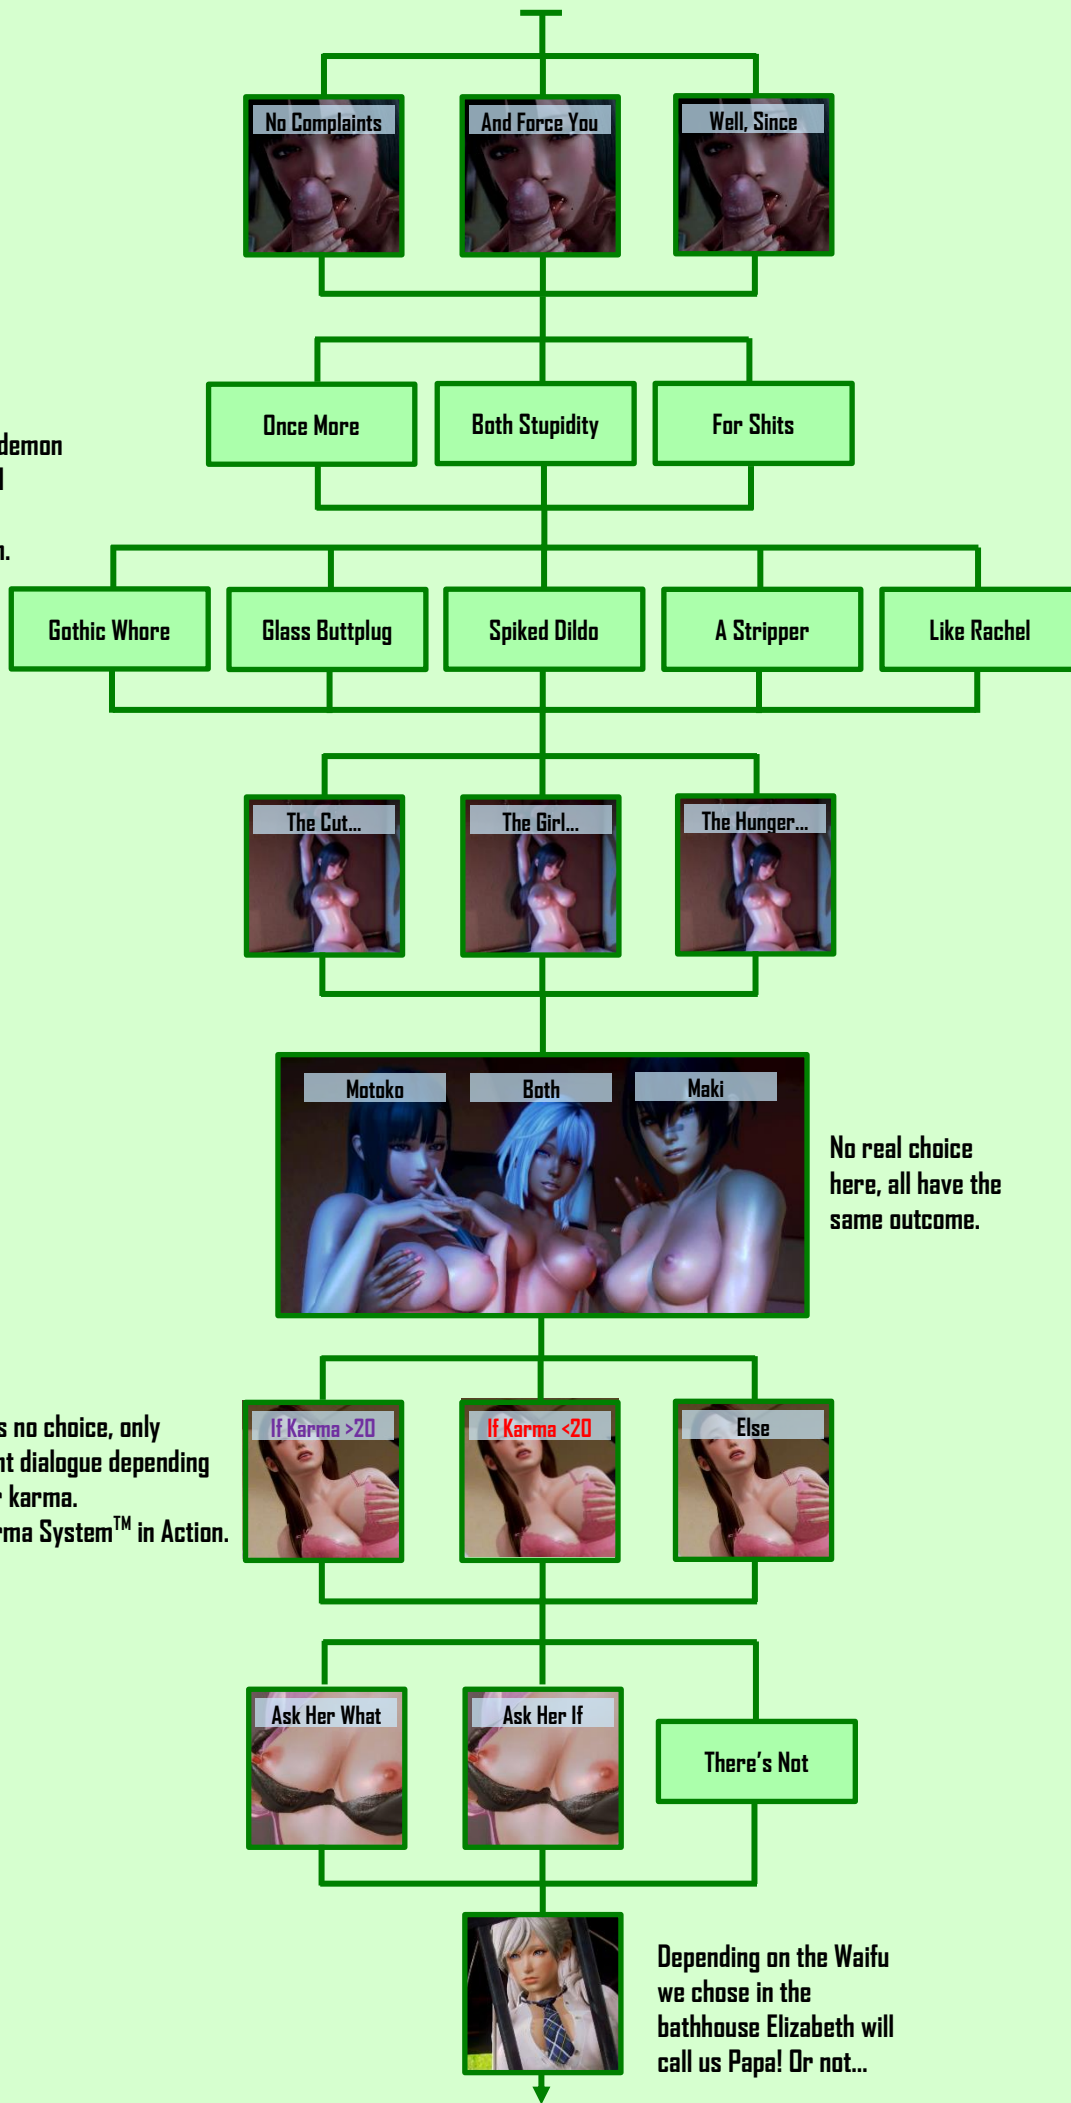 No Complaints
And Force You
Well, Since
Once More
Both Stupidity
For Shits
demon
Gothic Whore
Glass Buttplug
Spiked Dildo
A Stripper
Like Rachel
The Cut...
The Girl...
The Hunger...
Motoko
Both
Maki
No real choice
here, all have the
same outcome.
If Karma >20
If Karma <20
Else
s no choice, only
nt dialogue depending
r karma.
rma System™ in Action.
Ask Her What
Ask Her If
There's Not
Depending on the Waifu
we chose in the
bathhouse Elizabeth will
call us Papa! Or not...